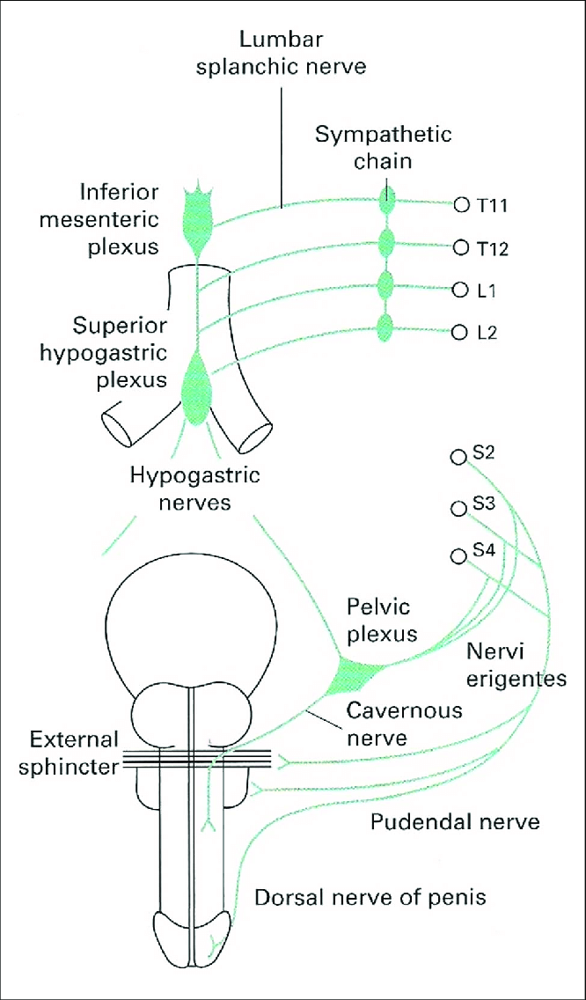 Lumbar
splanchic nerve
Sympathetic
chain
Inferior
mesenteric
plexus
T11
T12
L1
L2
Superior
hypogastric
plexus
Hypogastric
nerves
S2
S3
S4
Pelvic
plexus
Nervi
erigentes
Cavernous
nerve
External
sphincter
Pudendal nerve
Dorsal nerve of penis